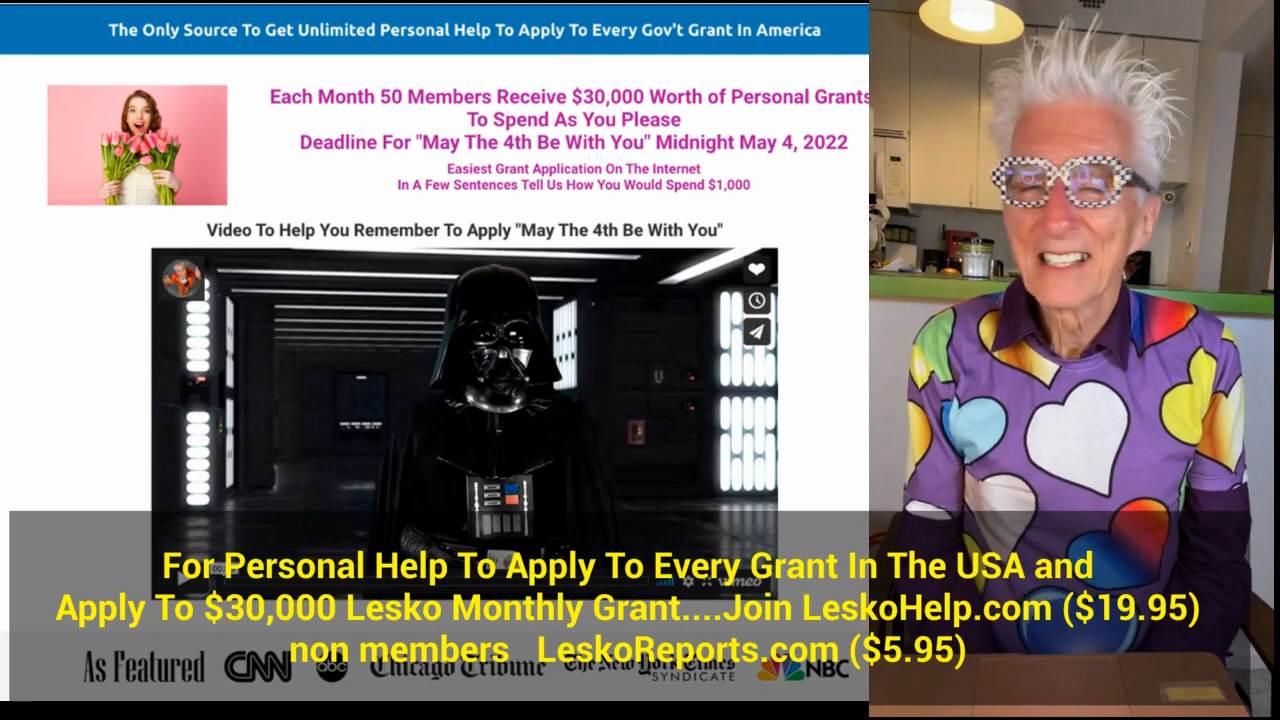 The Only Source To Get Unlimited Personal Help To Apply To Every Gov't Grant In America
Each Month 50 Members Receive $30,000 Worth of Personal Grants
To Spend As You Please
Deadline For "May The 4th Be With You" Midnight May 4, 2022
Easiest Grant Application On The Internet
In A Few Sentences Tell Us How You Would Spend $1,000
Video To Help You Remember To Apply "May The 4th Be With You"
vimeo
For Personal Help To Apply To Every Grant In The USA and
Apply To $30,000 Lesko Monthly Grant....Join LeskoHelp.com ($19.95)
non members LeskoReports.com ($5.95)
As Featured CNN abc Chicago Tribune The New York Times SYNDICATE NBC